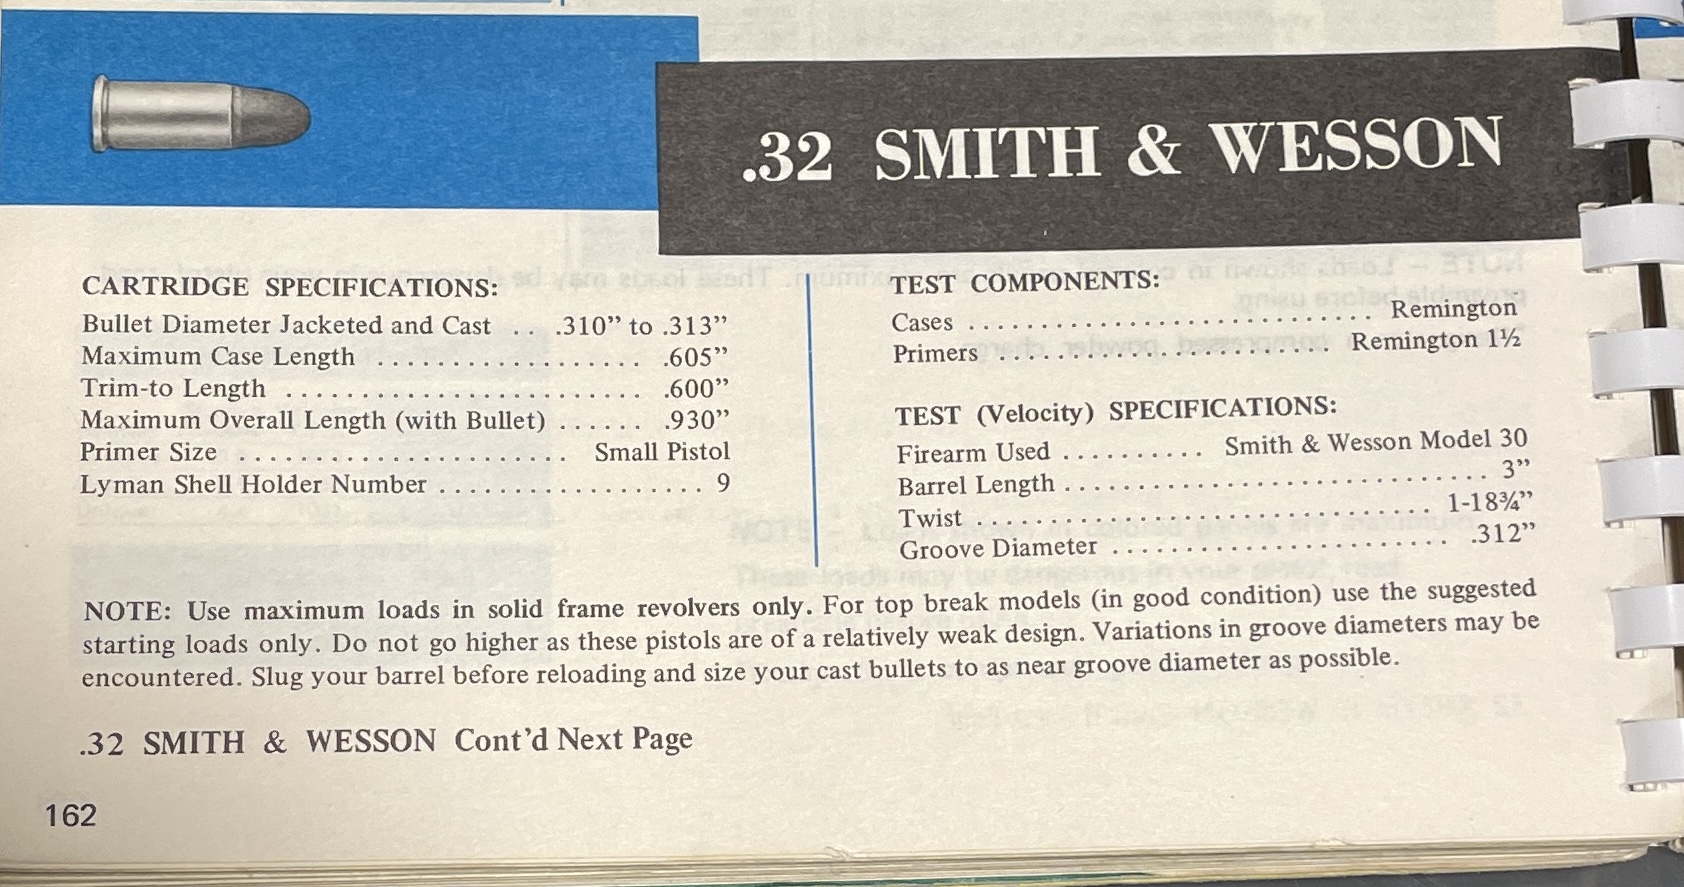 .32 SMITH & WESSON
CARTRIDGE SPECIFICATIONS:
Bullet Diameter Jacketed and Cast .. .310” to .313”
Maximum Case Length .................. .605”
Trim-to Length ........................ .600”
Maximum Overall Length (with Bullet) ...... .930”
Primer Size ...................... Small Pistol
Lyman Shell Holder Number .................. 9
TEST COMPONENTS:
Cases ............................ Remington
Primers ....................... Remington 1½
TEST (Velocity) SPECIFICATIONS:
Firearm Used .......... Smith & Wesson Model 30
Barrel Length ............................. 3”
Twist ............................... 1-18¾”
Groove Diameter ....................... .312”
NOTE: Use maximum loads in solid frame revolvers only. For top break models (in good condition) use the suggested
starting loads only. Do not go higher as these pistols are of a relatively weak design. Variations in groove diameters may be
encountered. Slug your barrel before reloading and size your cast bullets to as near groove diameter as possible.
.32 SMITH & WESSON Cont’d Next Page
162